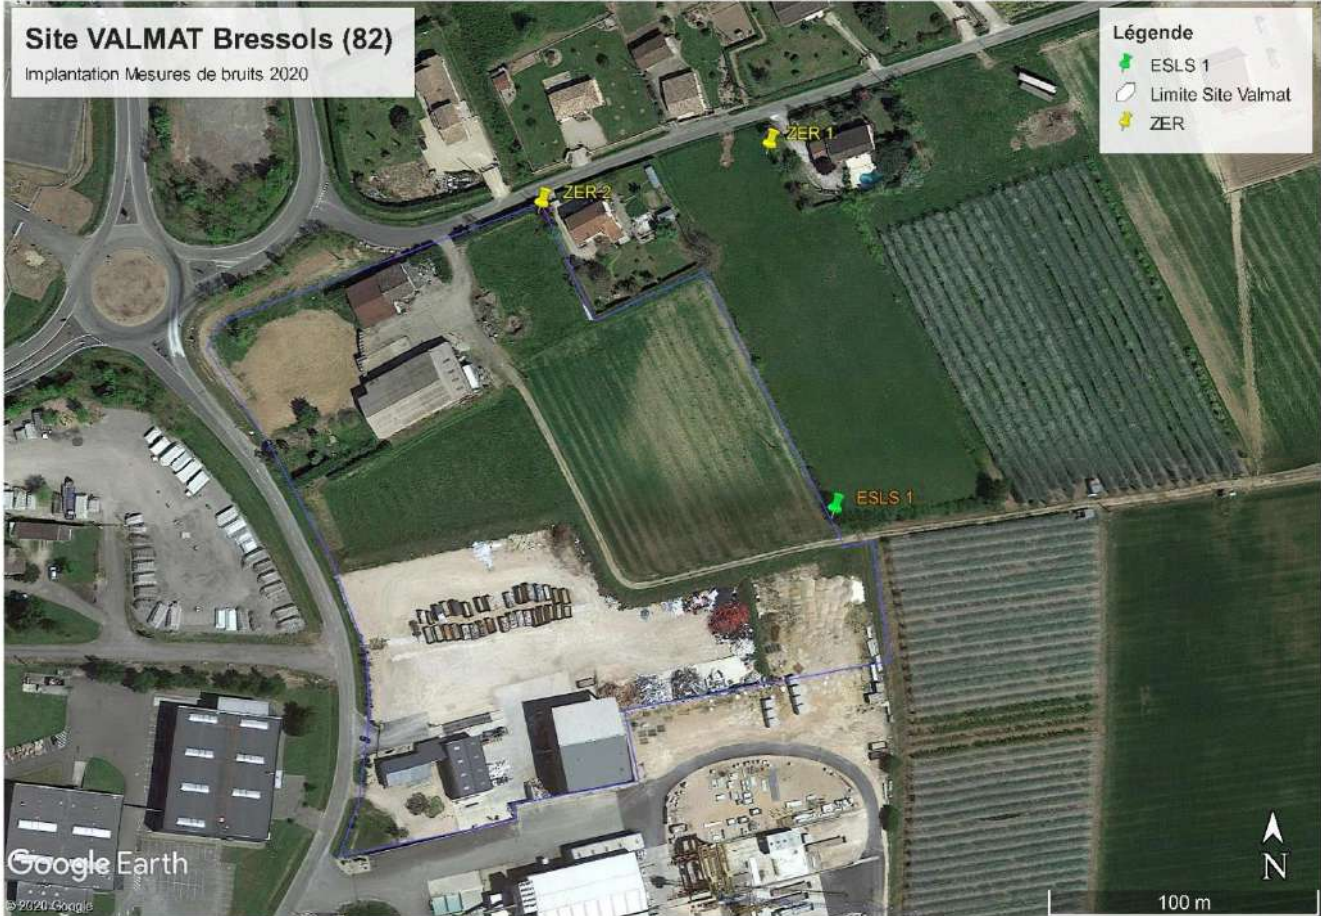 Site VALMAT Bressols (82)
Implantation Mesures de bruits 2020
Légende
ESLS 1
Limite Site Valmat
ZER
ZER 1
ZER 2
ESLS 1
Google Earth
© 2020 Google
N
100 m